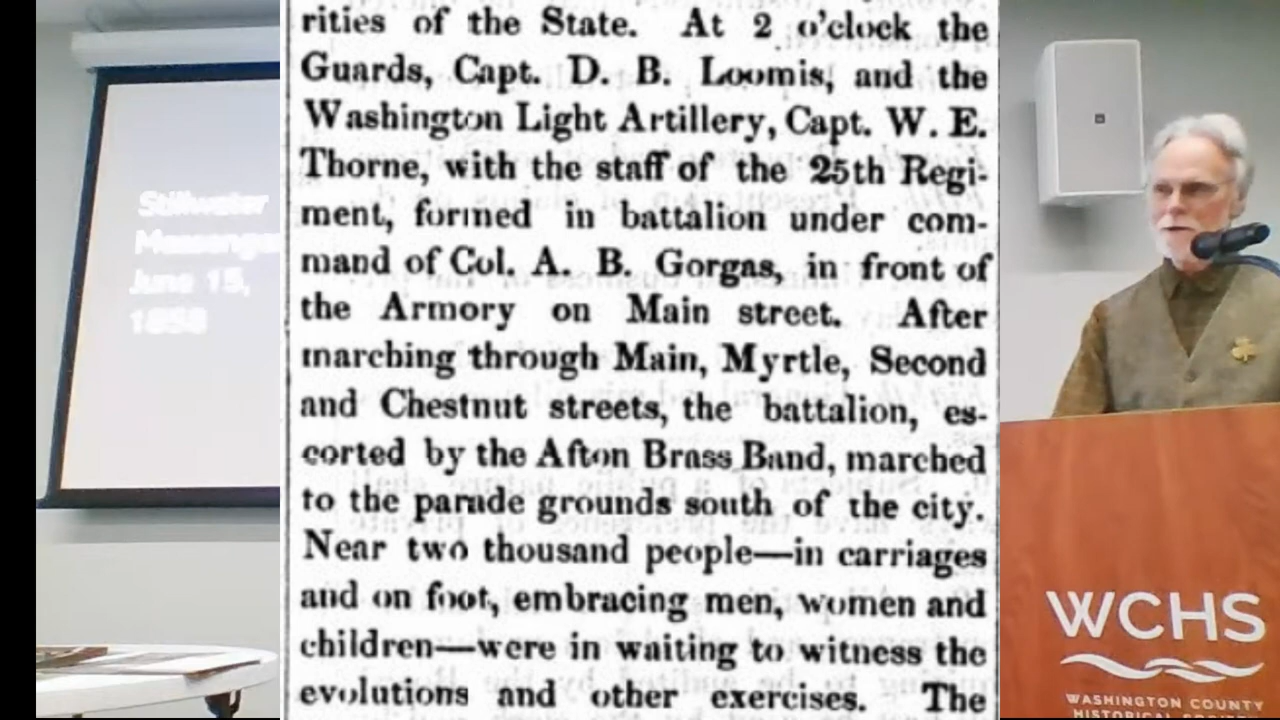 Stillwater
Messenger
June 15,
1858
rities of the State. At 2 o'clock the
Guards, Capt. D. B. Loomis, and the
Washington Light Artillery, Capt. W. E.
Thorne, with the staff of the 25th Regi-
ment, formed in battalion under com-
mand of Col. A. B. Gorgas, in front of
the Armory on Main street. After
marching through Main, Myrtle, Second
and Chestnut streets, the battalion, es-
corted by the Afton Brass Band, marched
to the parade grounds south of the city.
Near two thousand people—in carriages
and on foot, embracing men, women and
children—were in waiting to witness the
evolutions and other exercises. The
WCHS
WASHINGTON COUNTY
HISTORICAL SOCIETY